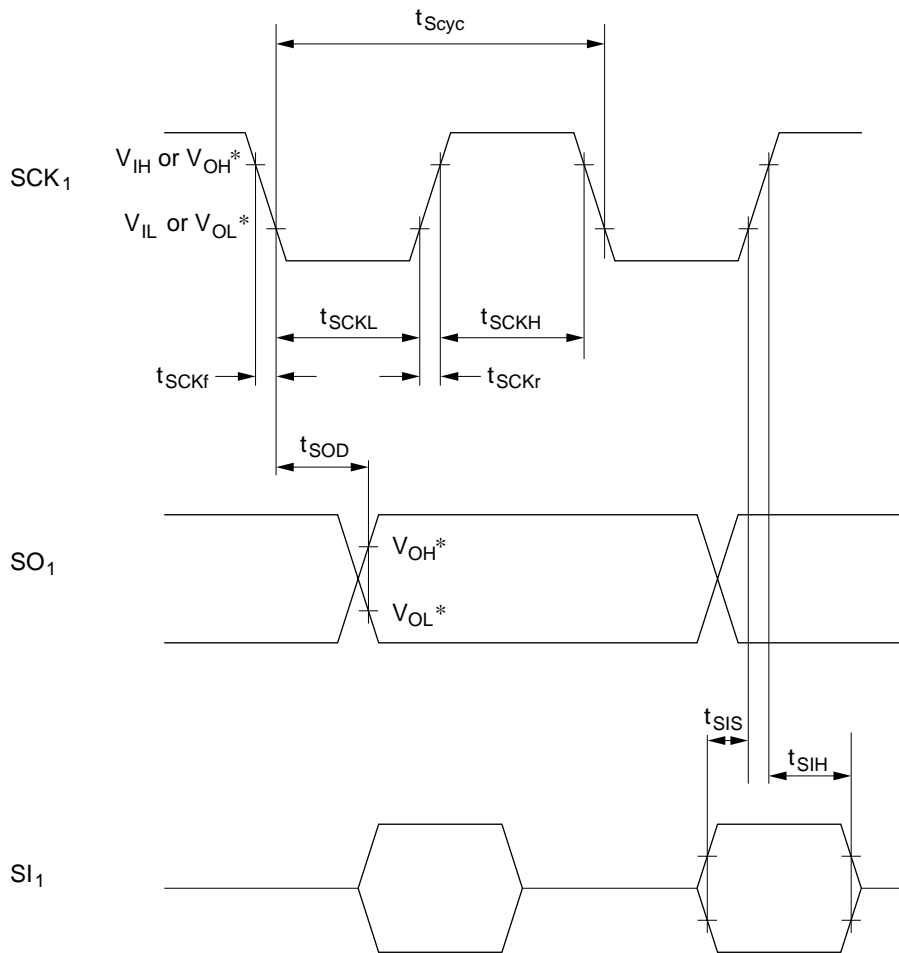 tScyc
SCK1
VIH or VOH*
VIL or VOL*
tSCKL
tSCKH
tSCKf
tSCKr
tSOD
SO1
VOH*
VOL*
tSIS
tSIH
SI1